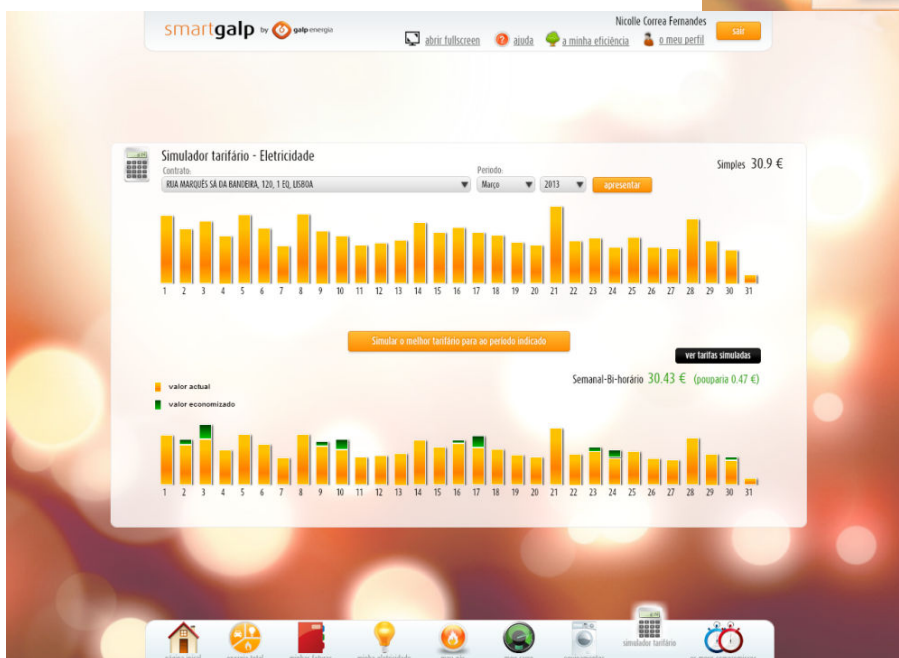 smartgalp by galp energia
Nicolle Correa Fernandes
abrir fullscreen ajuda a minha eficiência o meu perfil sair
Simulador tarifário - Eletricidade
Simples 30.9 €
Contrato: Periodo:
RUA MARQUÊS SÁ DA BANDEIRA, 120, 1 EQ, LISBOA Março 2013 apresentar
1 2 3 4 5 6 7 8 9 10 11 12 13 14 15 16 17 18 19 20 21 22 23 24 25 26 27 28 29 30 31
Simular o melhor tarifário para ao periodo indicado
ver tarifas simuladas
Semanal-Bi-horário 30.43 € (pouparia 0.47 €)
valor actual
valor economizado
1 2 3 4 5 6 7 8 9 10 11 12 13 14 15 16 17 18 19 20 21 22 23 24 25 26 27 28 29 30 31
simulador tarifário